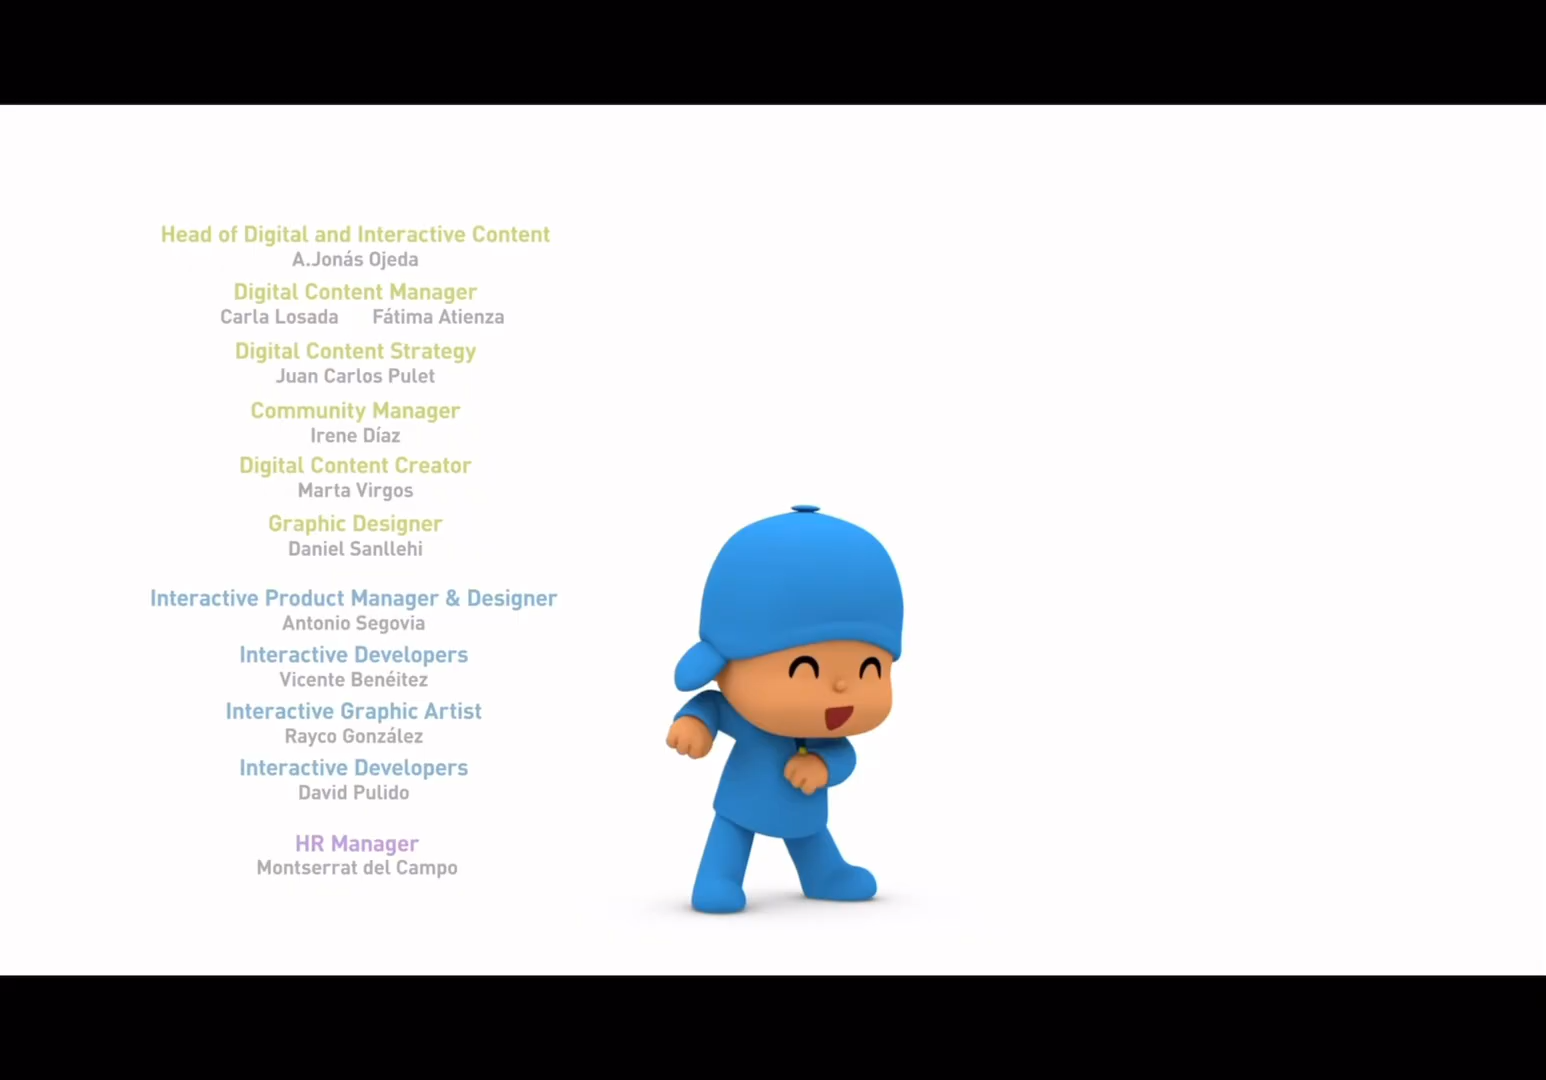 Head of Digital and Interactive Content
A.Jonás Ojeda
Digital Content Manager
Carla Losada Fátima Atienza
Digital Content Strategy
Juan Carlos Pulet
Community Manager
Irene Díaz
Digital Content Creator
Marta Virgos
Graphic Designer
Daniel Sanllehi
Interactive Product Manager & Designer
Antonio Segovia
Interactive Developers
Vicente Benéitez
Interactive Graphic Artist
Rayco González
Interactive Developers
David Pulido
HR Manager
Montserrat del Campo